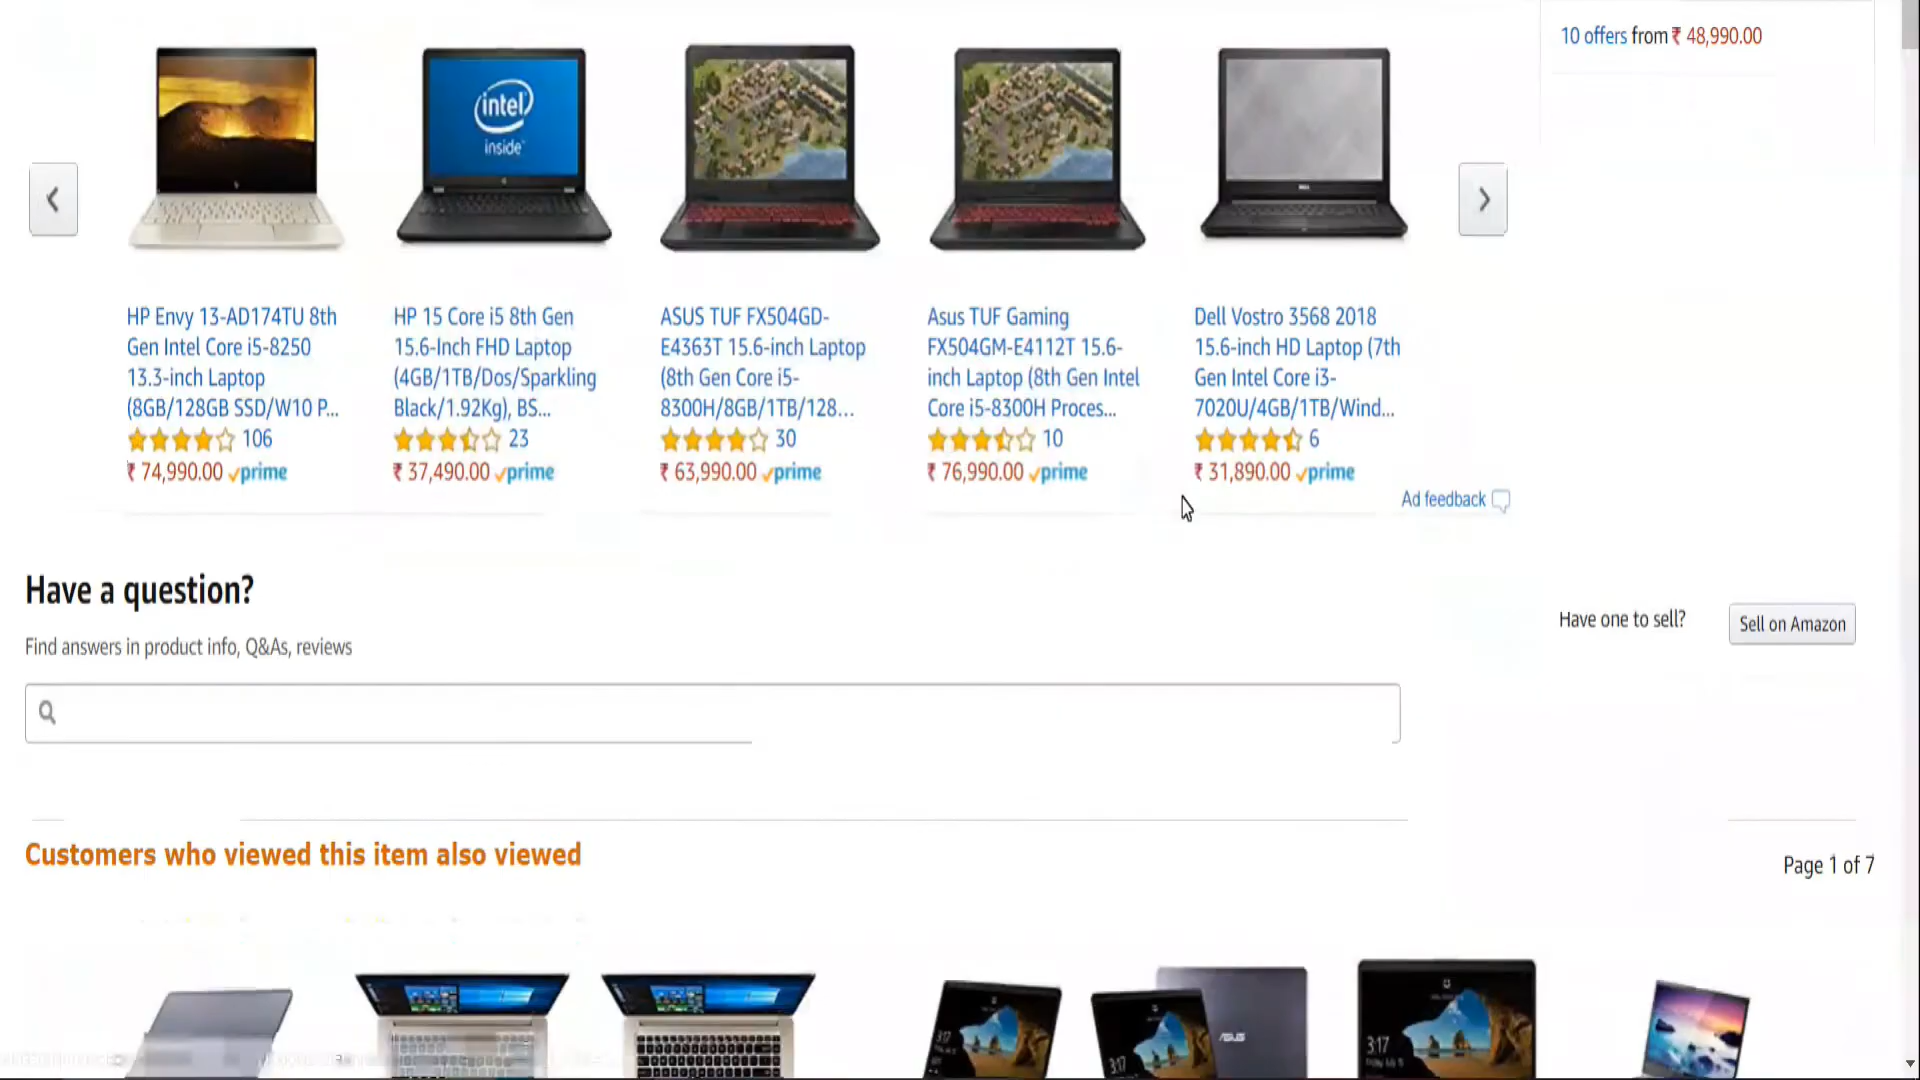 10 offers from ₹ 48,990.00
intel
inside
HP Envy 13-AD174TU 8th
Gen Intel Core i5-8250
13.3-inch Laptop
(8GB/128GB SSD/W10 P...
106
₹ 74,990.00 prime
HP 15 Core i5 8th Gen
15.6-Inch FHD Laptop
(4GB/1TB/Dos/Sparkling
Black/1.92Kg), BS...
23
₹ 37,490.00 prime
ASUS TUF FX504GD-
E4363T 15.6-inch Laptop
(8th Gen Core i5-
8300H/8GB/1TB/128...
30
₹ 63,990.00 prime
Asus TUF Gaming
FX504GM-E4112T 15.6-
inch Laptop (8th Gen Intel
Core i5-8300H Proces...
10
₹ 76,990.00 prime
Dell Vostro 3568 2018
15.6-inch HD Laptop (7th
Gen Intel Core i3-
7020U/4GB/1TB/Wind...
6
₹ 31,890.00 prime
Ad feedback
Have a question?
Have one to sell? Sell on Amazon
Find answers in product info, Q&As, reviews
Customers who viewed this item also viewed
Page 1 of 7
3:17
3:17
ASUS
3:17